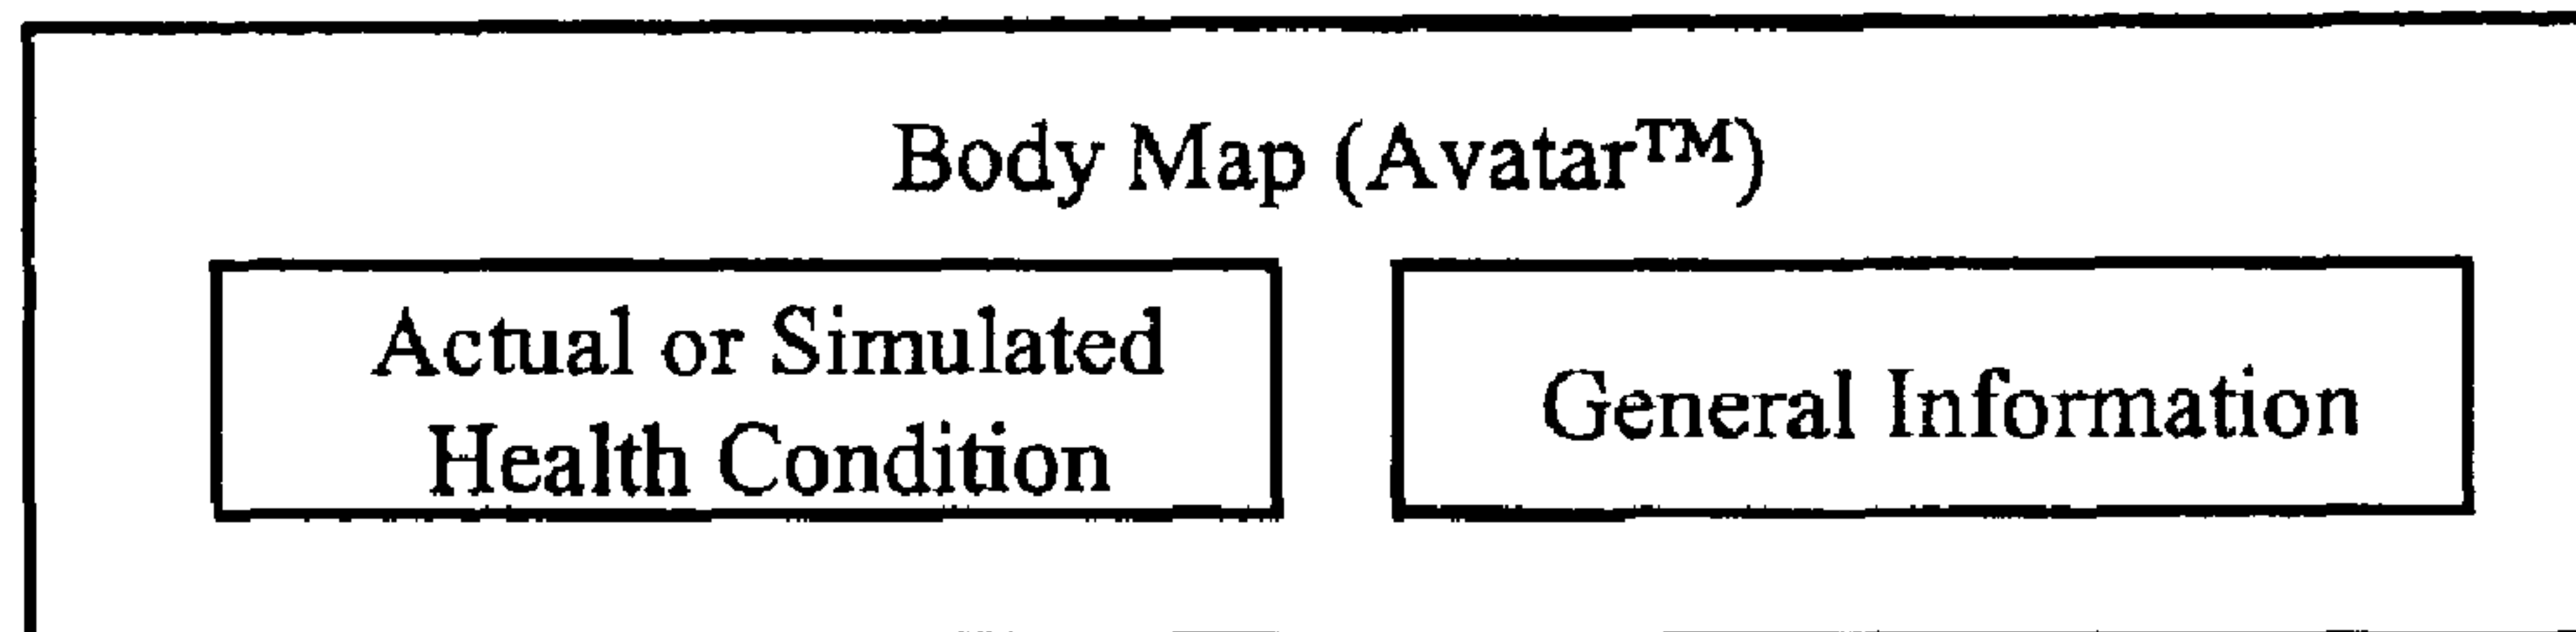 Body Map (Avatar™)
Actual or Simulated
Health Condition
General Information